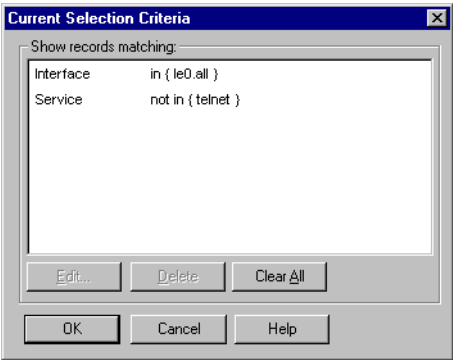 Current Selection Criteria
Show records matching:
Interface in { le0.all }
Service not in { telnet }
Edit... Delete Clear All
OK Cancel Help